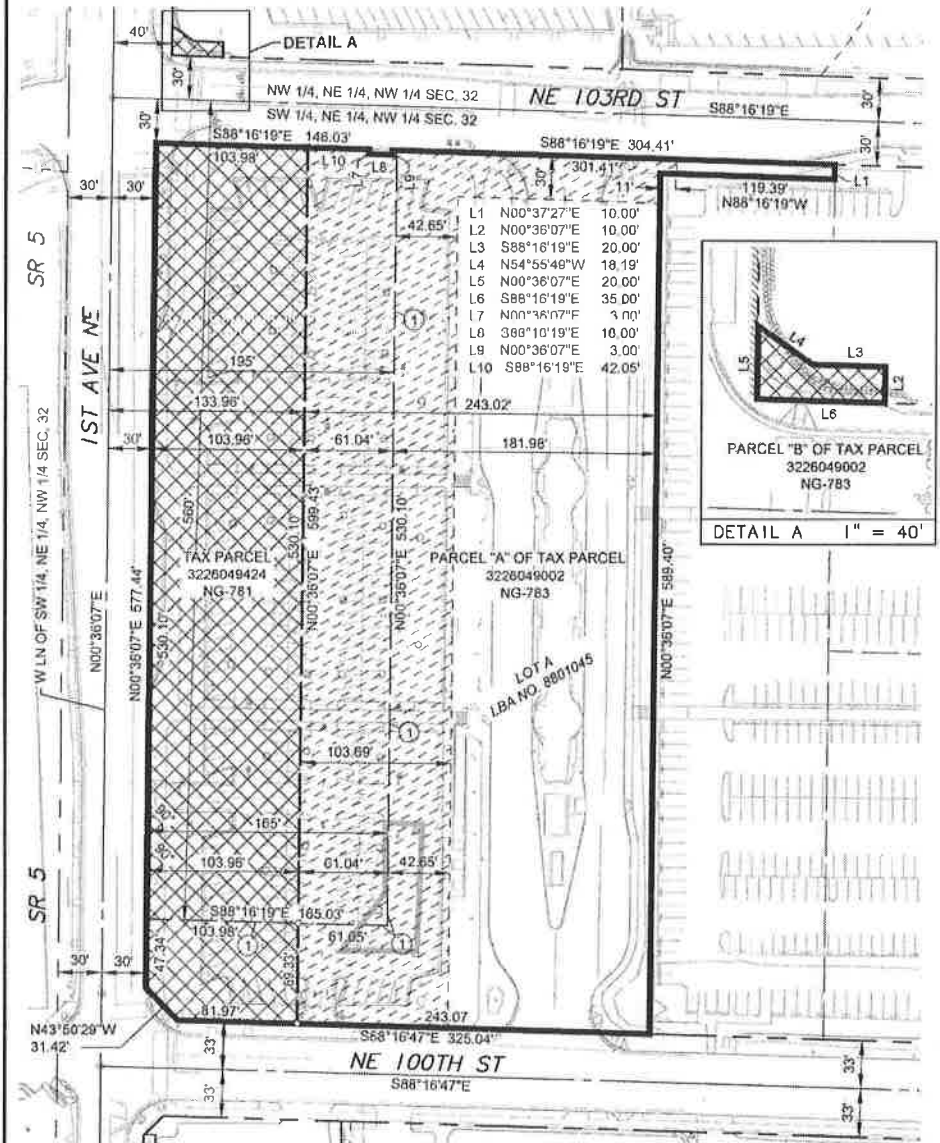 40'
DETAIL A
30'
NW 1/4, NE 1/4, NW 1/4 SEC. 32
NE 103RD ST
S88°16'19"E
30'
SW 1/4, NE 1/4, NW 1/4 SEC. 32
30'
S88°16'19"E 146.03'
S88°16'19"E 304.41'
30'
103.98'
L10
L7
L8
L9
30'
301.41'
L1
30'
30'
11'
119.39'
N88°16'19"W
42.65'
L1 N00°37'27"E 10.00'
L2 N00°36'07"E 10.00'
L3 S88°16'19"E 20.00'
L4 N54°55'49"W 18.19'
L5 N00°36'07"E 20.00'
L6 S88°16'19"E 35.00'
L7 N00°36'07"E 3.00'
L8 S88°16'19"E 16.00'
L9 N00°36'07"E 3.00'
L10 S88°16'19"E 42.05'
SR 5
1ST AVE NE
1
195'
133.96'
243.02'
30'
103.96'
61.04'
181.98'
L4
L3
L5
L2
L6
PARCEL "B" OF TAX PARCEL
3226049002
NG-783
DETAIL A 1" = 40'
W LN OF SW 1/4, NE 1/4, NW 1/4 SEC. 32
N00°36'07"E
N00°36'07"E 577.44'
530.10'
560'
530.10'
N00°36'07"E 599.43'
N00°36'07"E 530.10'
N00°36'07"E 589.40'
TAX PARCEL
3226049424
NG-781
PARCEL "A" OF TAX PARCEL
3226049002
NG-783
LOT A
LBA NO. 8801045
1
103.69'
90°
165'
90°
103.96'
61.04'
42.65'
SR 5
S88°16'19"E 165.03'
103.98'
1
61.05'
1
47.34'
69.33'
30'
30'
81.97'
243.07
N43°50'29"W
31.42'
33'
S88°16'47"E 325.04'
NE 100TH ST
33'
S88°16'47"E
33'
33'